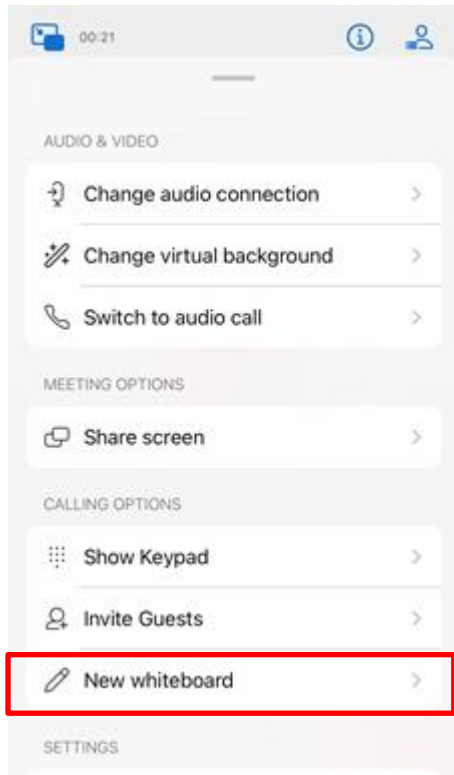 00:21
AUDIO & VIDEO
Change audio connection
Change virtual background
Switch to audio call
MEETING OPTIONS
Share screen
CALLING OPTIONS
Show Keypad
Invite Guests
New whiteboard
SETTINGS